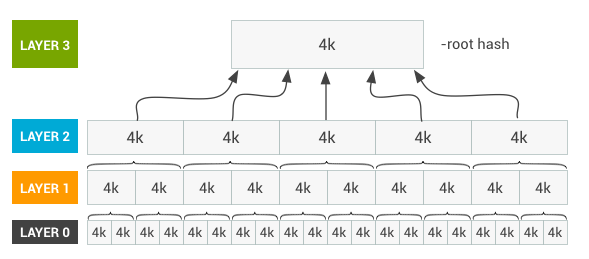 LAYER 3 4k -root hash
LAYER 2 4k 4k 4k 4k 4k
LAYER 1 4k 4k 4k 4k 4k 4k 4k 4k 4k 4k
LAYER 0 4k 4k 4k 4k 4k 4k 4k 4k 4k 4k 4k 4k 4k 4k 4k 4k 4k 4k 4k 4k